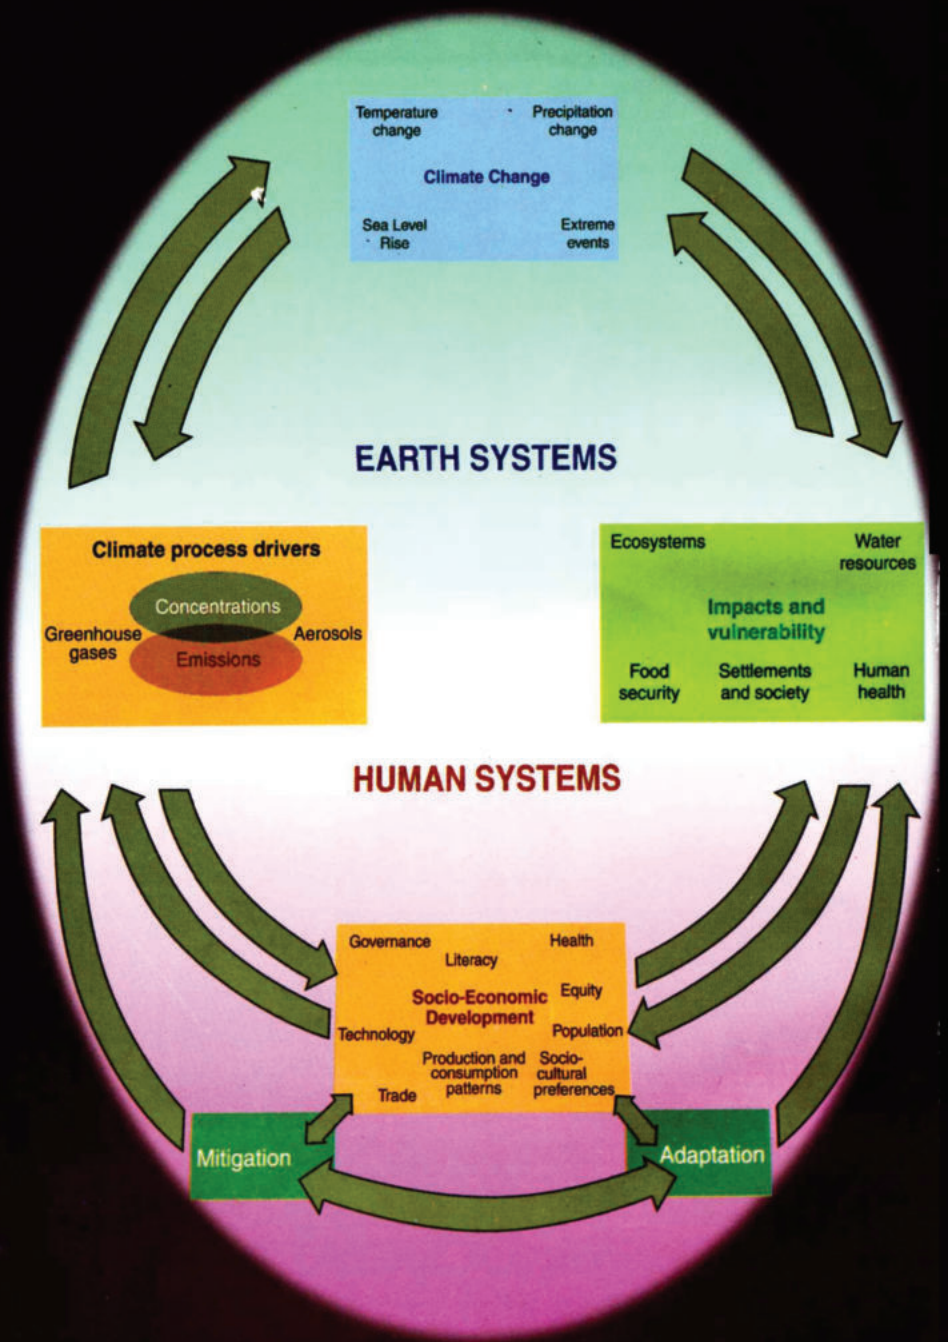 Temperature
change
Precipitation
change
Climate Change
Sea Level
Rise
Extreme
events
EARTH SYSTEMS
Climate process drivers
Concentrations
Greenhouse
gases
Aerosols
Emissions
Ecosystems
Water
resources
Impacts and
vulnerability
Food
security
Settlements
and society
Human
health
HUMAN SYSTEMS
Governance
Literacy
Health
Socio-Economic
Development
Equity
Technology
Population
Production and
consumption
patterns
Socio-
cultural
preferences
Trade
Mitigation
Adaptation